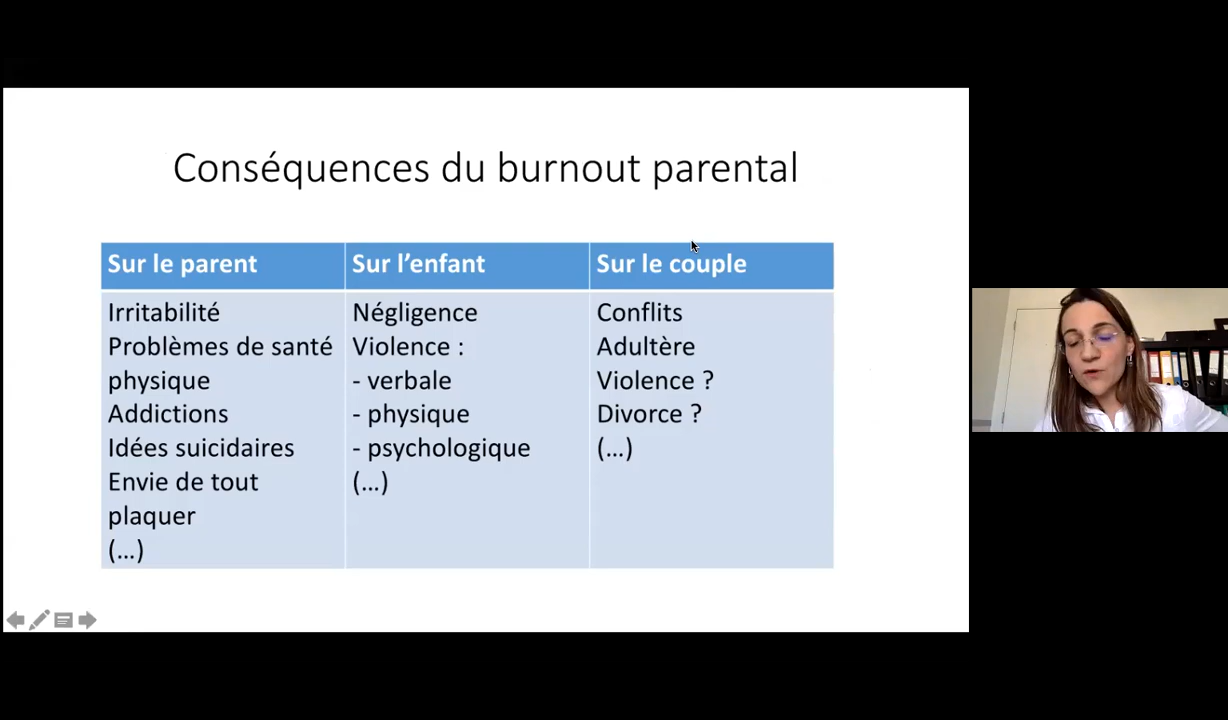 Conséquences du burnout parental
Sur le parent
Irritabilité
Problèmes de santé
physique
Addictions
Idées suicidaires
Envie de tout
plaquer
(...)
Sur l’enfant
Négligence
Violence :
- verbale
- physique
- psychologique
(...)
Sur le couple
Conflits
Adultère
Violence ?
Divorce ?
(...)